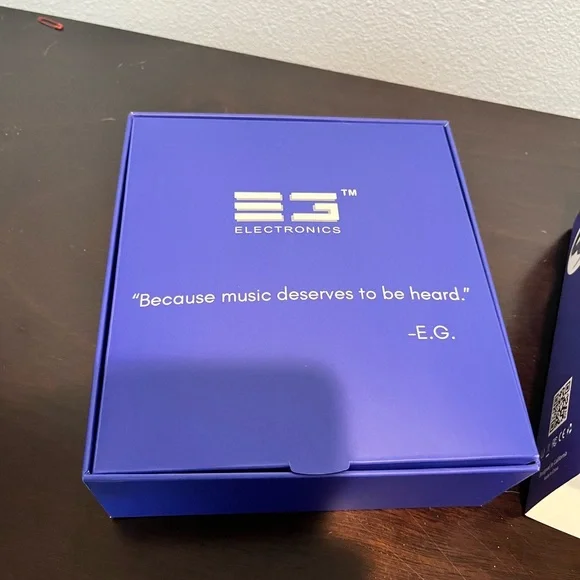 EG™
ELECTRONICS
“Because music deserves to be heard.”
-E.G.